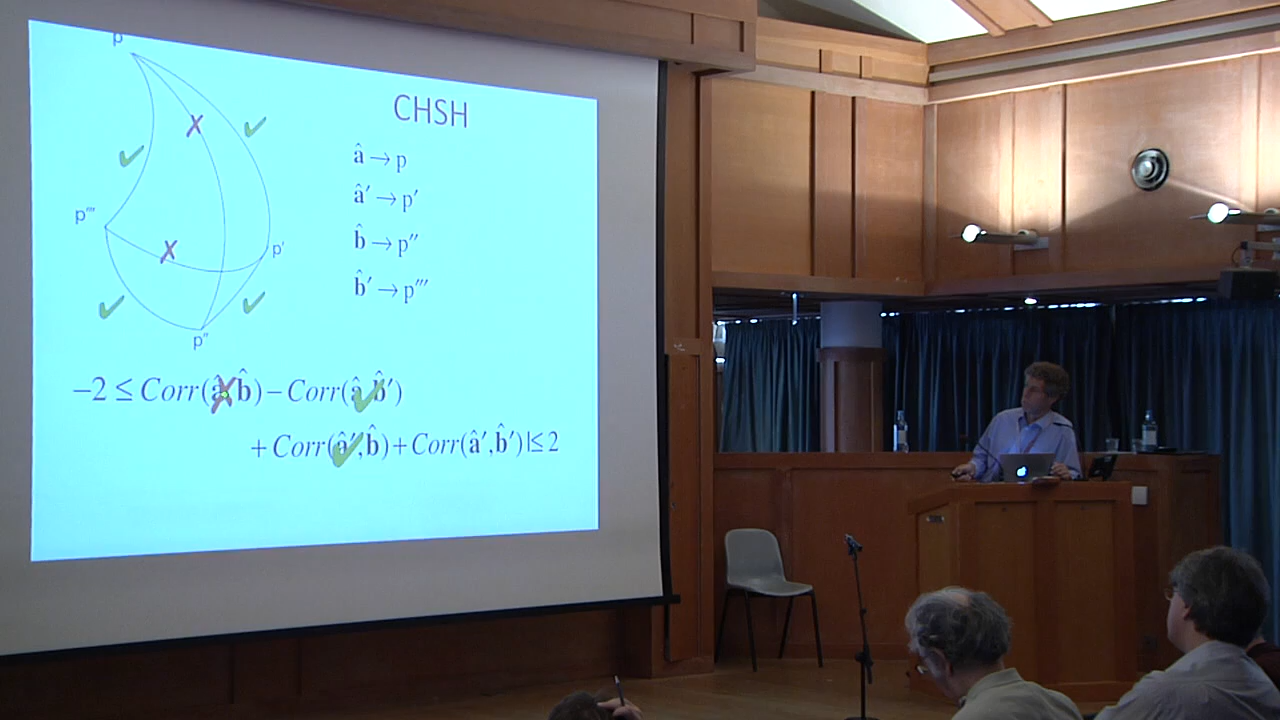 p
CHSH
â → p
â′ → p′
b̂ → p″
b̂′ → p‴
p‴
p′
p″
−2 ≤ Corr(â, b̂) − Corr(â, b̂′)
+ Corr(â′, b̂) + Corr(â′, b̂′)| ≤ 2